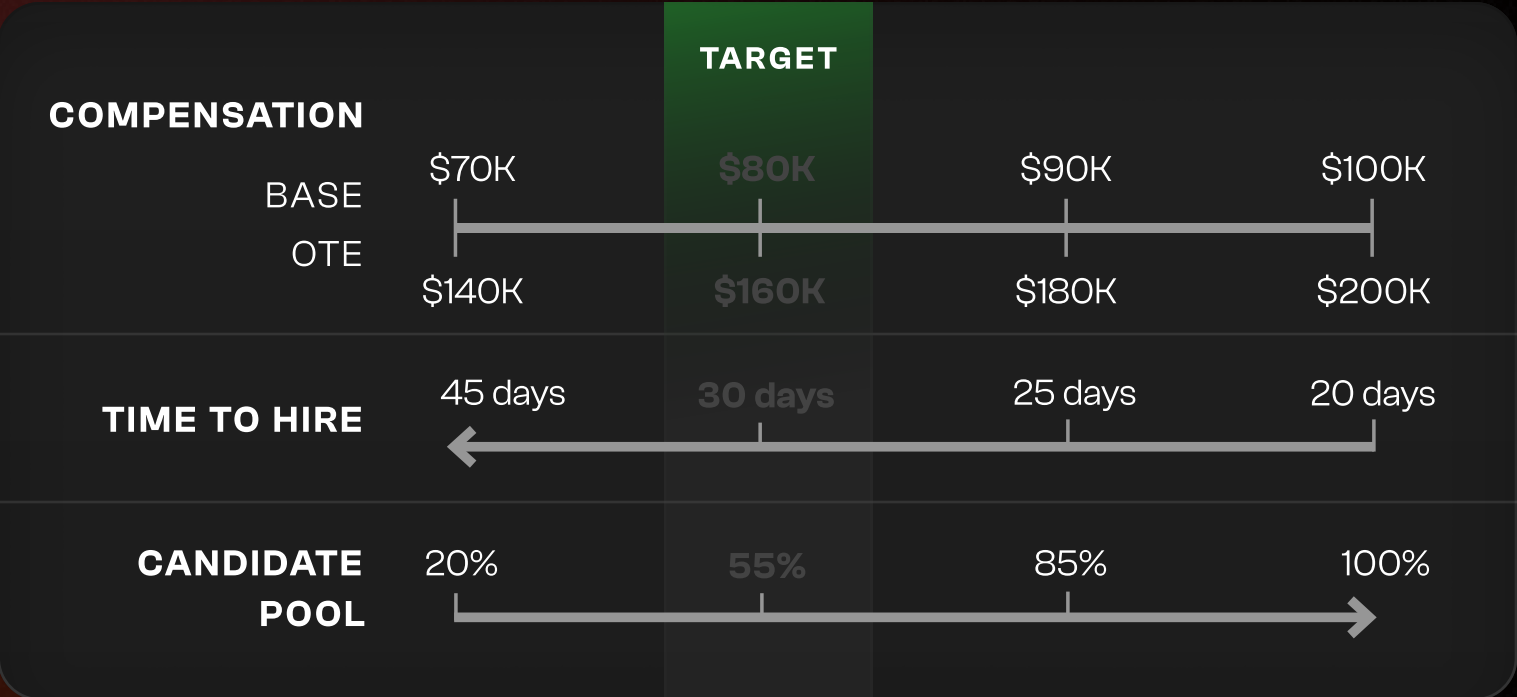 TARGET
COMPENSATION
$70K $80K $90K $100K
BASE
OTE
$140K $160K $180K $200K
45 days 30 days 25 days 20 days
TIME TO HIRE
CANDIDATE 20% 55% 85% 100%
POOL